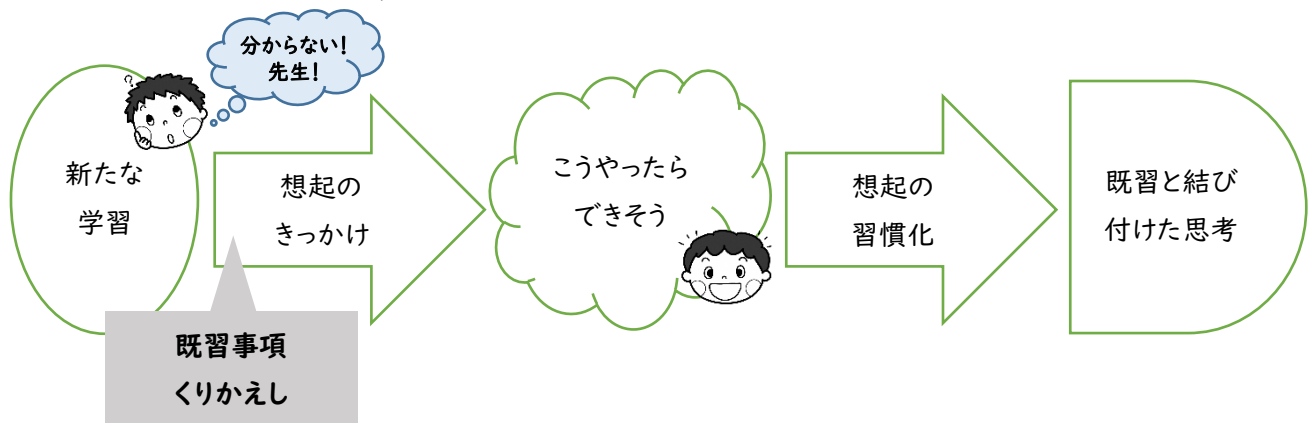 分からない!
先生!
新たな
学習
想起の
きっかけ
既習事項
くりかえし
こうやったら
できそう
想起の
習慣化
既習と結び
付けた思考